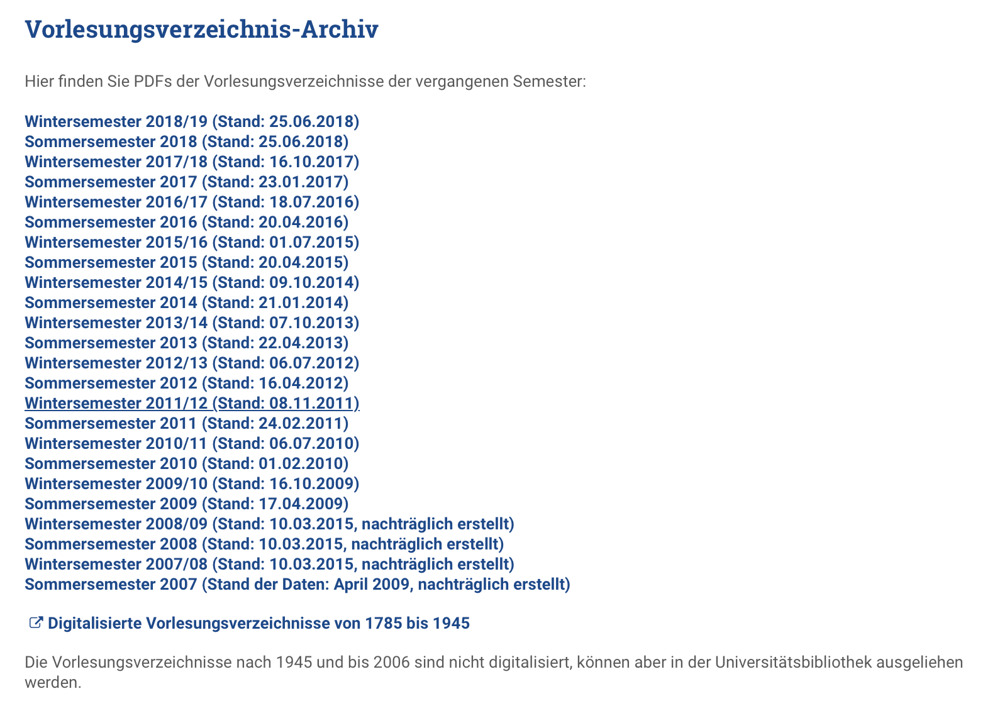 Vorlesungsverzeichnis-Archiv
Hier finden Sie PDFs der Vorlesungsverzeichnisse der vergangenen Semester:
Wintersemester 2018/19 (Stand: 25.06.2018)
Sommersemester 2018 (Stand: 25.06.2018)
Wintersemester 2017/18 (Stand: 16.10.2017)
Sommersemester 2017 (Stand: 23.01.2017)
Wintersemester 2016/17 (Stand: 18.07.2016)
Sommersemester 2016 (Stand: 20.04.2016)
Wintersemester 2015/16 (Stand: 01.07.2015)
Sommersemester 2015 (Stand: 20.04.2015)
Wintersemester 2014/15 (Stand: 09.10.2014)
Sommersemester 2014 (Stand: 21.01.2014)
Wintersemester 2013/14 (Stand: 07.10.2013)
Sommersemester 2013 (Stand: 22.04.2013)
Wintersemester 2012/13 (Stand: 06.07.2012)
Sommersemester 2012 (Stand: 16.04.2012)
Wintersemester 2011/12 (Stand: 08.11.2011)
Sommersemester 2011 (Stand: 24.02.2011)
Wintersemester 2010/11 (Stand: 06.07.2010)
Sommersemester 2010 (Stand: 01.02.2010)
Wintersemester 2009/10 (Stand: 16.10.2009)
Sommersemester 2009 (Stand: 17.04.2009)
Wintersemester 2008/09 (Stand: 10.03.2015, nachträglich erstellt)
Sommersemester 2008 (Stand: 10.03.2015, nachträglich erstellt)
Wintersemester 2007/08 (Stand: 10.03.2015, nachträglich erstellt)
Sommersemester 2007 (Stand der Daten: April 2009, nachträglich erstellt)
Digitalisierte Vorlesungsverzeichnisse von 1785 bis 1945
Die Vorlesungsverzeichnisse nach 1945 und bis 2006 sind nicht digitalisiert, können aber in der Universitätsbibliothek ausgeliehen
werden.